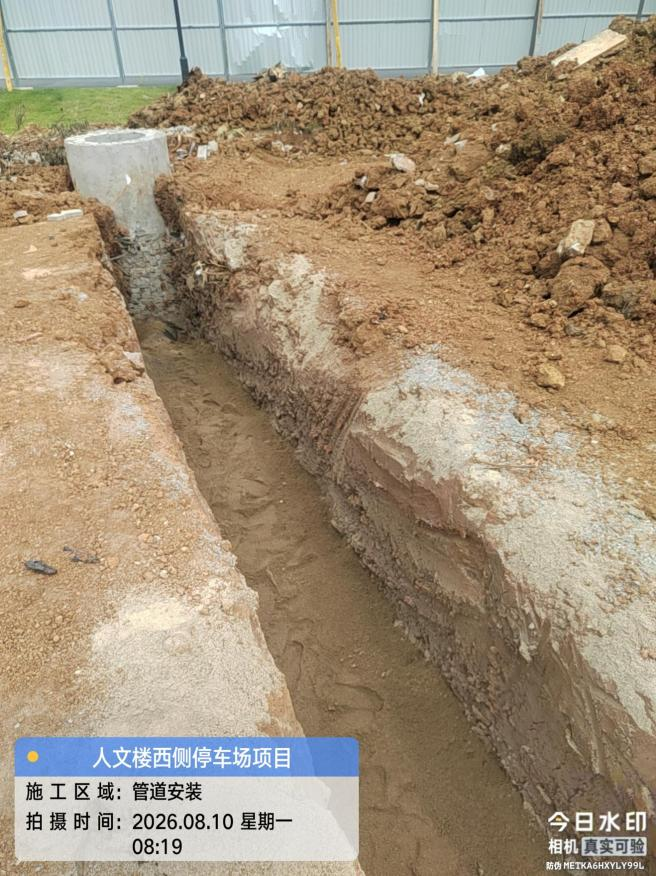 人文楼西侧停车场项目
施工区域：管道安装
拍摄时间：2026.08.10 星期一
08:19
今日水印
相机 真实可验
防伪 METKA6HXYLY99L